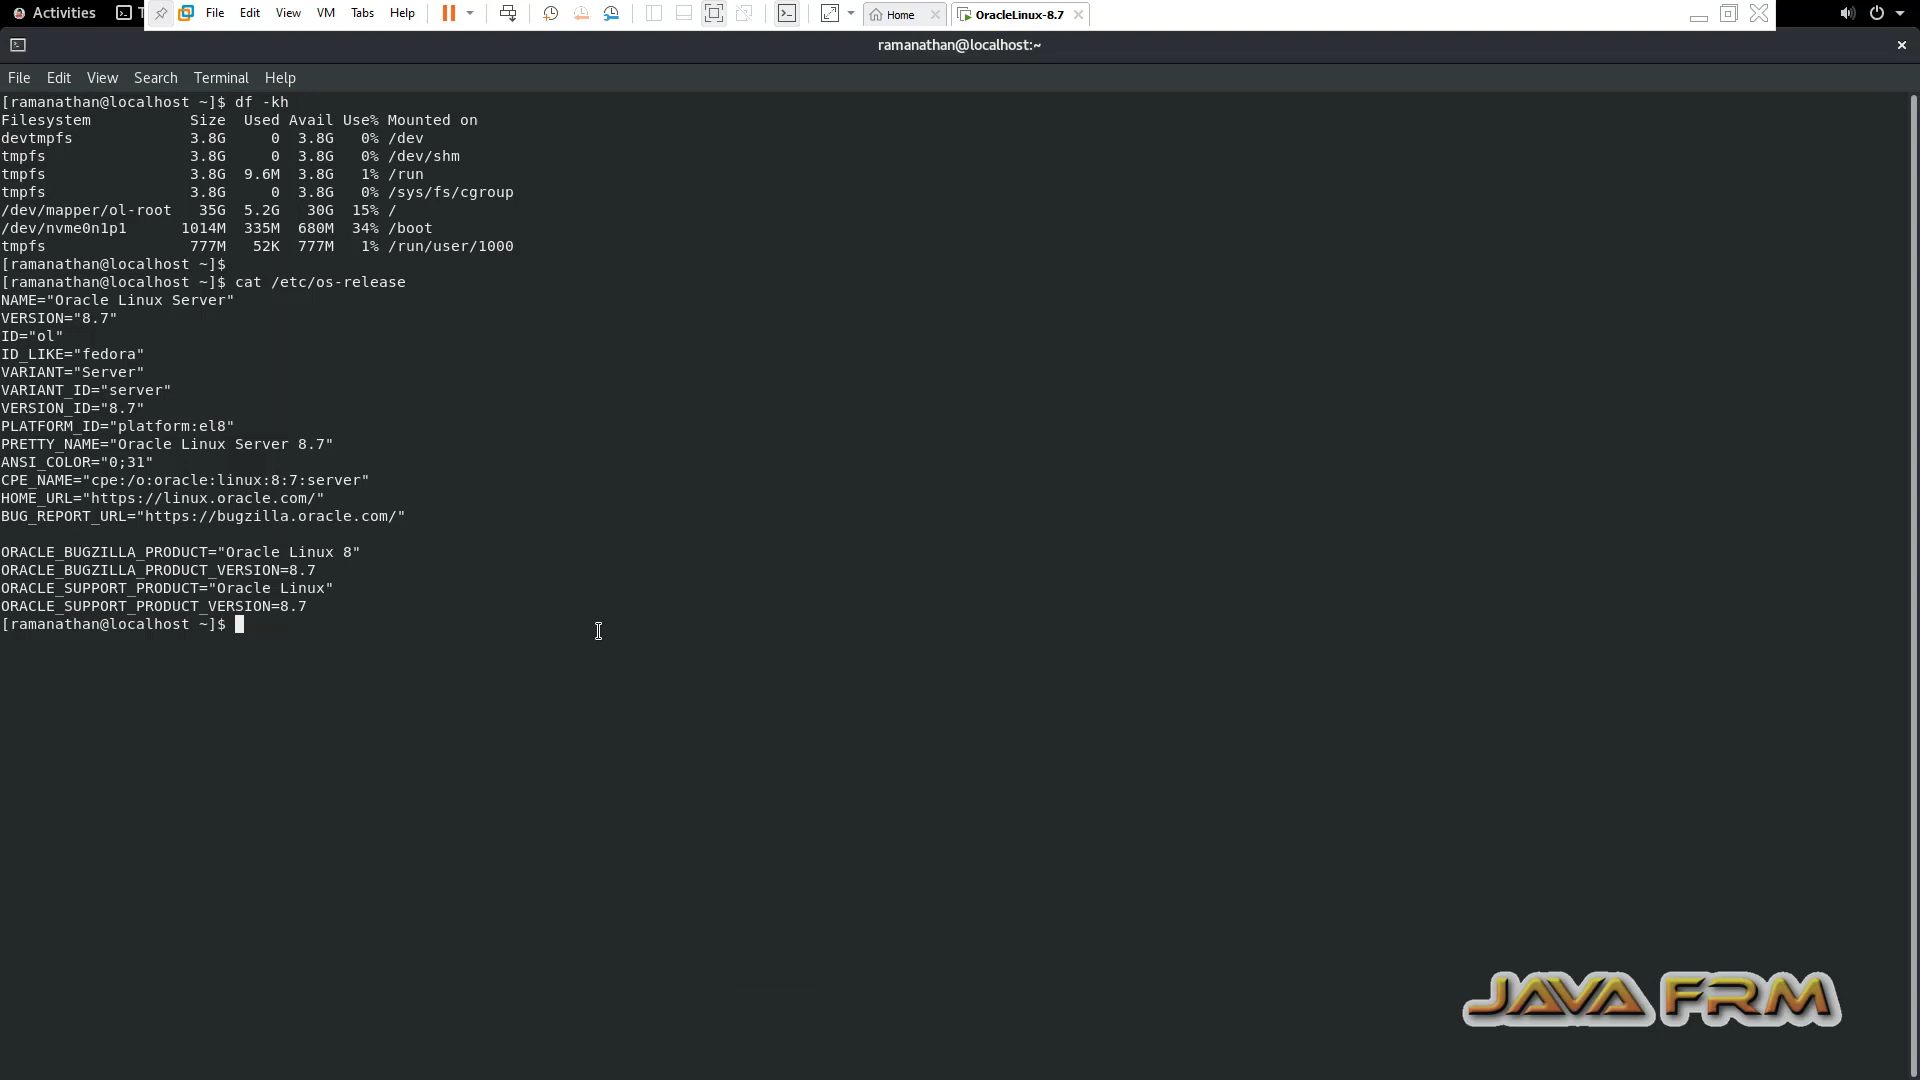 Activities
T
File Edit View VM Tabs Help
Home
OracleLinux-8.7
ramanathan@localhost:~
File Edit View Search Terminal Help
[ramanathan@localhost ~]$ df -kh
Filesystem           Size  Used Avail Use% Mounted on
devtmpfs             3.8G     0  3.8G   0% /dev
tmpfs                3.8G     0  3.8G   0% /dev/shm
tmpfs                3.8G  9.6M  3.8G   1% /run
tmpfs                3.8G     0  3.8G   0% /sys/fs/cgroup
/dev/mapper/ol-root   35G  5.2G   30G  15% /
/dev/nvme0n1p1      1014M  335M  680M  34% /boot
tmpfs                777M   52K  777M   1% /run/user/1000
[ramanathan@localhost ~]$
[ramanathan@localhost ~]$ cat /etc/os-release
NAME="Oracle Linux Server"
VERSION="8.7"
ID="ol"
ID_LIKE="fedora"
VARIANT="Server"
VARIANT_ID="server"
VERSION_ID="8.7"
PLATFORM_ID="platform:el8"
PRETTY_NAME="Oracle Linux Server 8.7"
ANSI_COLOR="0;31"
CPE_NAME="cpe:/o:oracle:linux:8:7:server"
HOME_URL="https://linux.oracle.com/"
BUG_REPORT_URL="https://bugzilla.oracle.com/"

ORACLE_BUGZILLA_PRODUCT="Oracle Linux 8"
ORACLE_BUGZILLA_PRODUCT_VERSION=8.7
ORACLE_SUPPORT_PRODUCT="Oracle Linux"
ORACLE_SUPPORT_PRODUCT_VERSION=8.7
[ramanathan@localhost ~]$
JAVA FRM